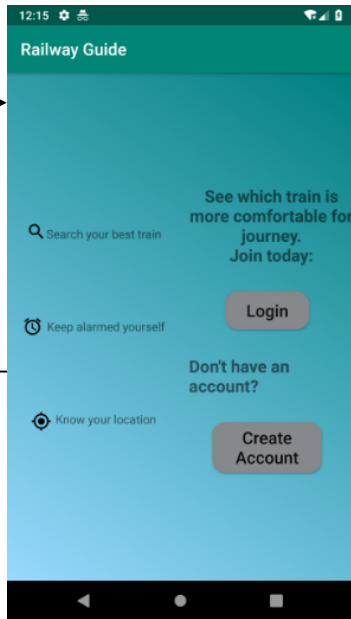 12:15
Railway Guide
See which train is
more comfortable for
journey.
Join today:
Search your best train
Login
Keep alarmed yourself
Don't have an
account?
Know your location
Create
Account